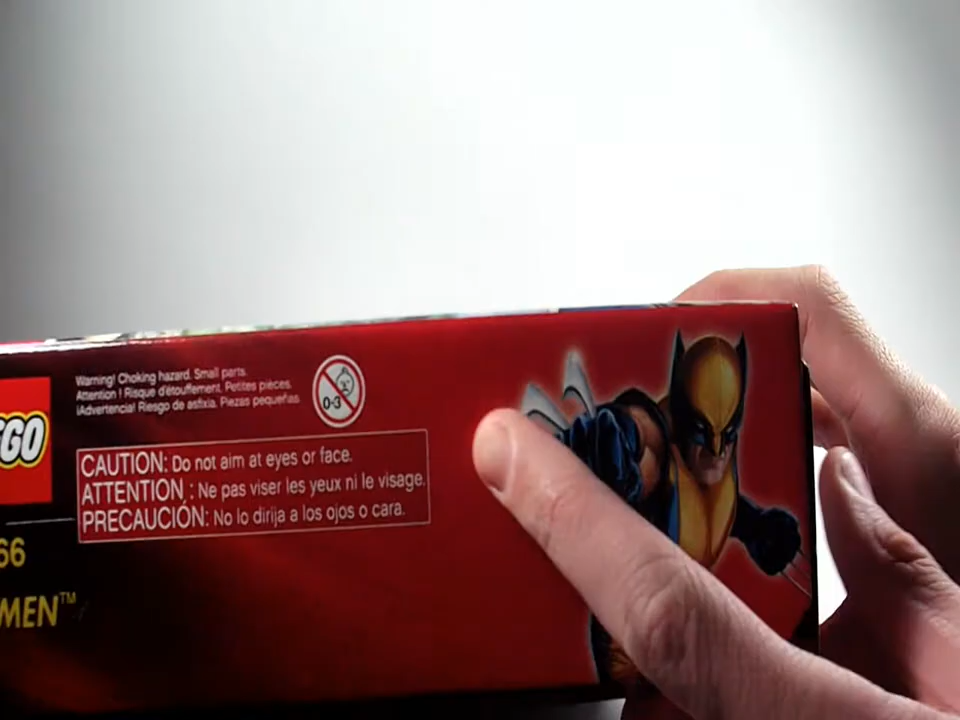 Warning! Choking hazard. Small parts.
Attention ! Risque d'étouffement. Petites pièces.
¡Advertencia! Riesgo de asfixia. Piezas pequeñas.
0-3
CAUTION: Do not aim at eyes or face.
ATTENTION : Ne pas viser les yeux ni le visage.
PRECAUCIÓN: No lo dirija a los ojos o cara.
EGO
66
MEN™